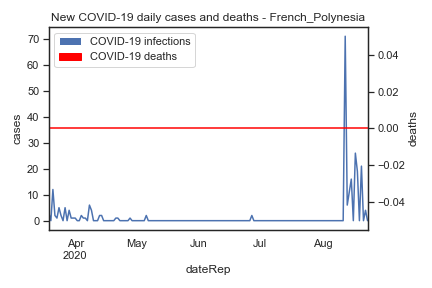 New COVID-19 daily cases and deaths - French_Polynesia
COVID-19 infections
COVID-19 deaths
70
60
50
40
30
20
10
0
cases
0.04
0.02
0.00
−0.02
−0.04
deaths
Apr
2020
May
Jun
Jul
Aug
dateRep